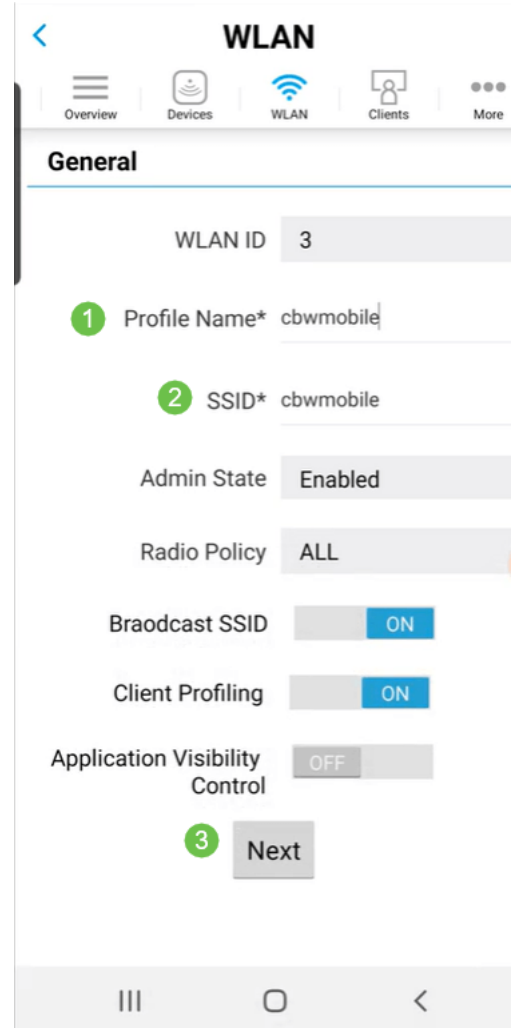 WLAN
Overview Devices WLAN Clients More
General
WLAN ID 3
1 Profile Name* cbwmobile
2 SSID* cbwmobile
Admin State Enabled
Radio Policy ALL
Braodcast SSID ON
Client Profiling ON
Application Visibility
Control OFF
3 Next